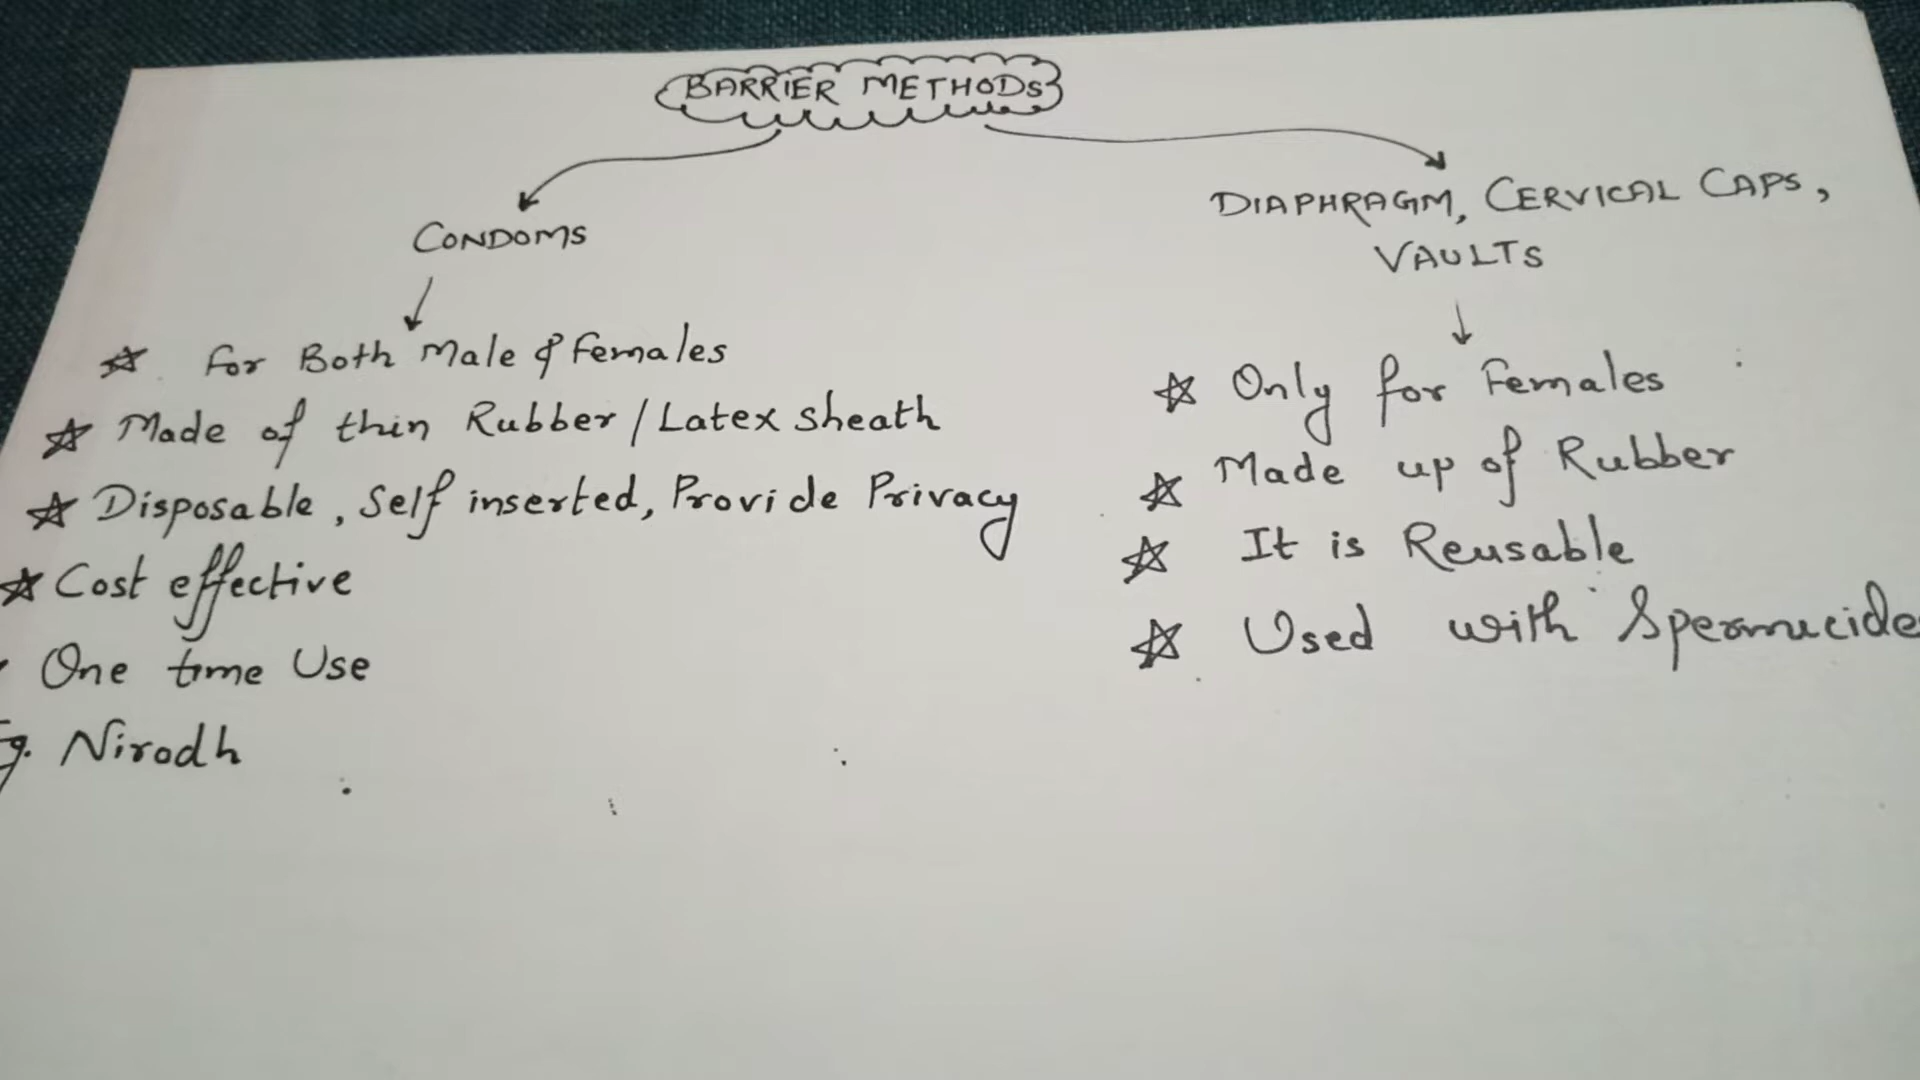 BARRIER METHODS
CONDOMS
for Both Male & females
Made of thin Rubber / Latex sheath
Disposable, Self inserted, Provide Privacy
Cost effective
One time Use
Eg. Nirodh
DIAPHRAGM, CERVICAL CAPS,
VAULTS
Only for Females
Made up of Rubber
It is Reusable
Used with Spermicide